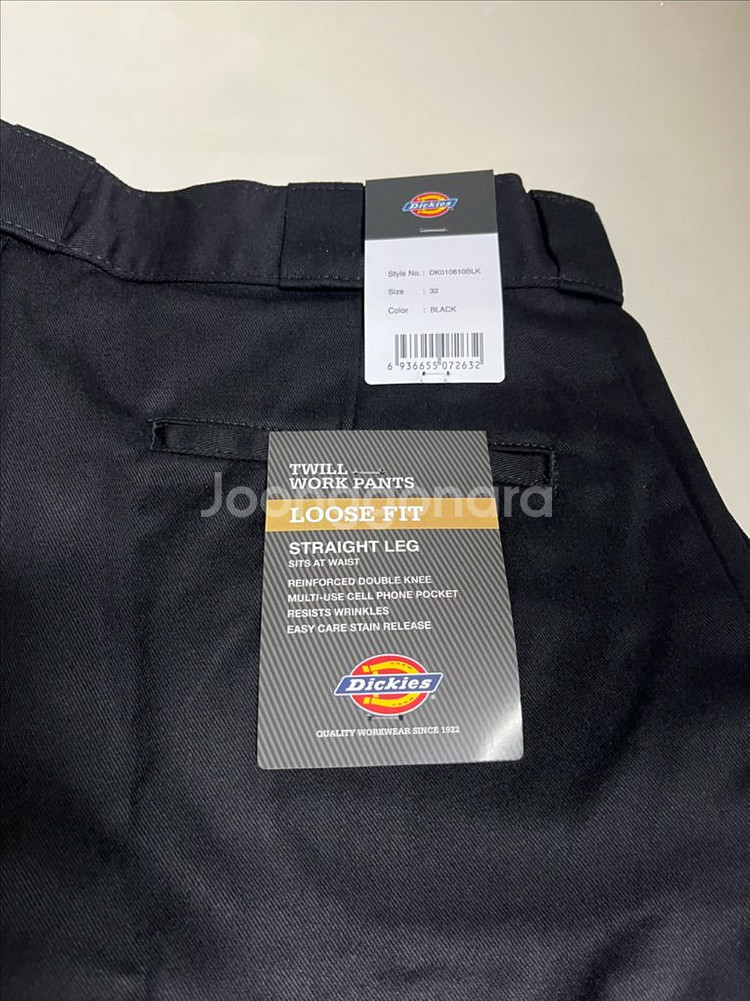 Dickies
Style No. : DK010610BLK
Size : 32
Color : BLACK
6 936655 072632
TWILL
WORK PANTS
Joonggonara
LOOSE FIT
STRAIGHT LEG
SITS AT WAIST
REINFORCED DOUBLE KNEE
MULTI-USE CELL PHONE POCKET
RESISTS WRINKLES
EASY CARE STAIN RELEASE
Dickies
QUALITY WORKWEAR SINCE 1922